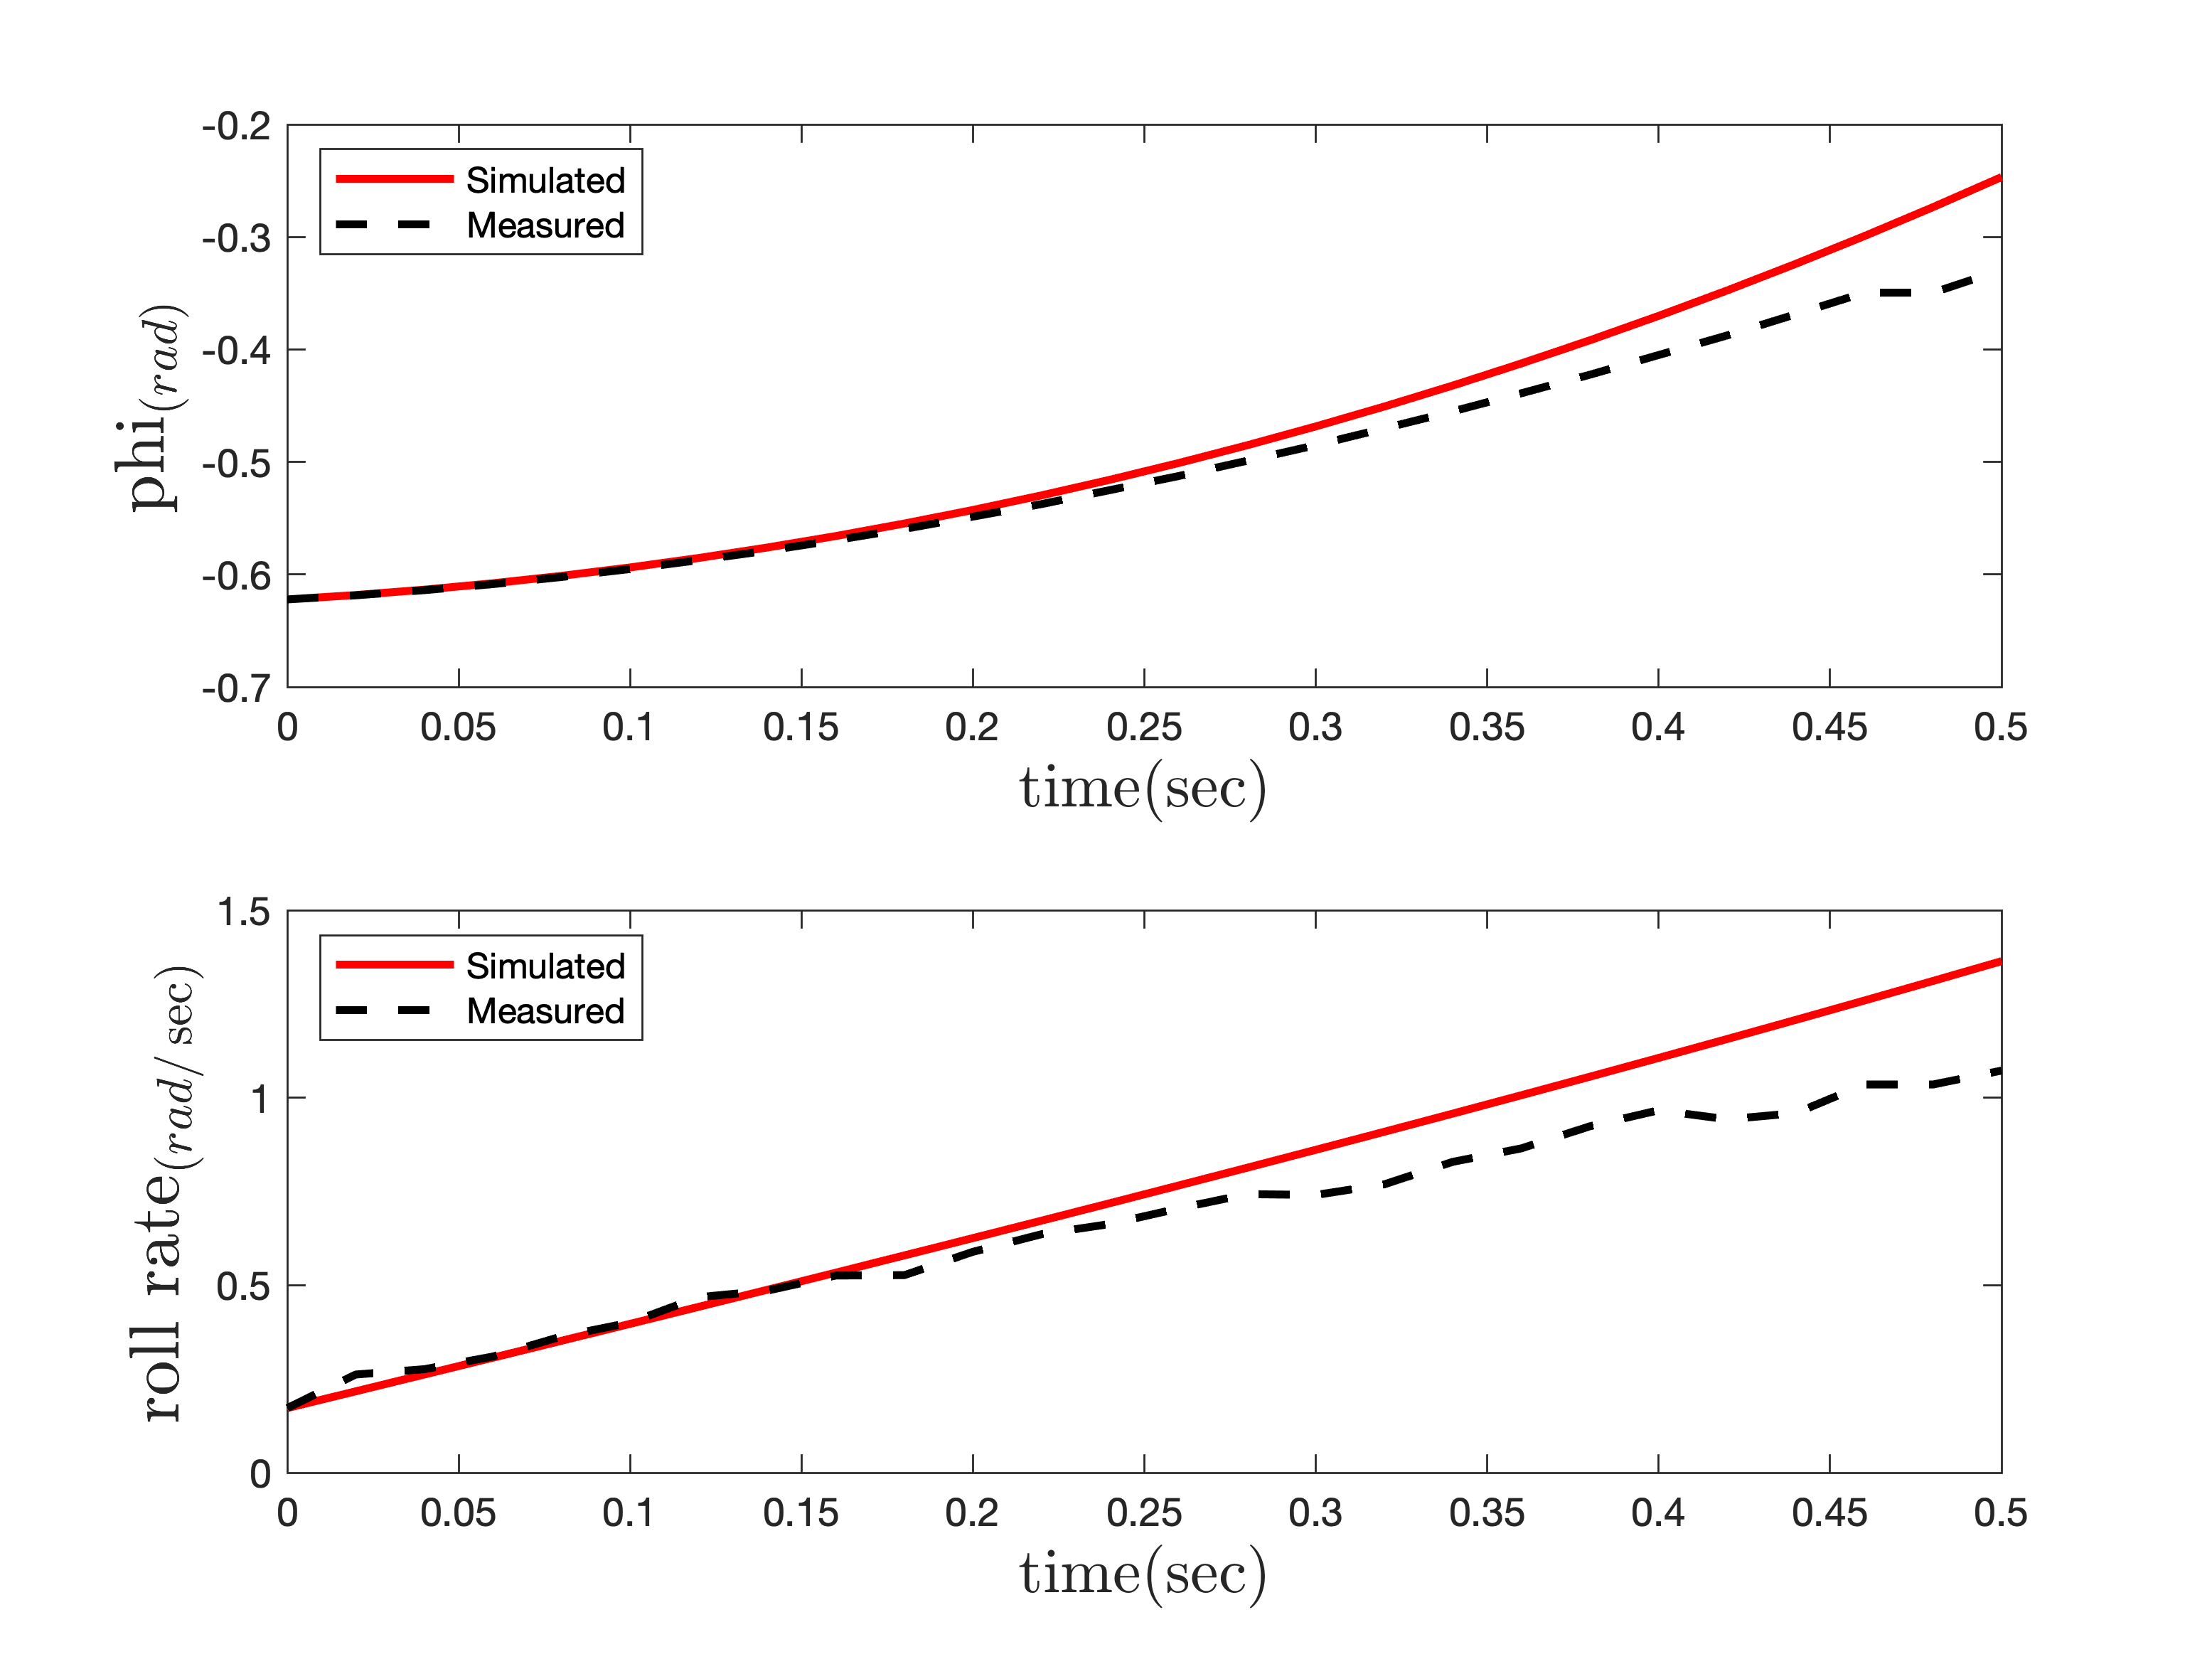 -0.2
-0.3
-0.4
-0.5
-0.6
-0.7
Simulated
Measured
phi(rad)
0 0.05 0.1 0.15 0.2 0.25 0.3 0.35 0.4 0.45 0.5
time(sec)
1.5
1
0.5
0
Simulated
Measured
roll rate(rad/ sec)
0 0.05 0.1 0.15 0.2 0.25 0.3 0.35 0.4 0.45 0.5
time(sec)